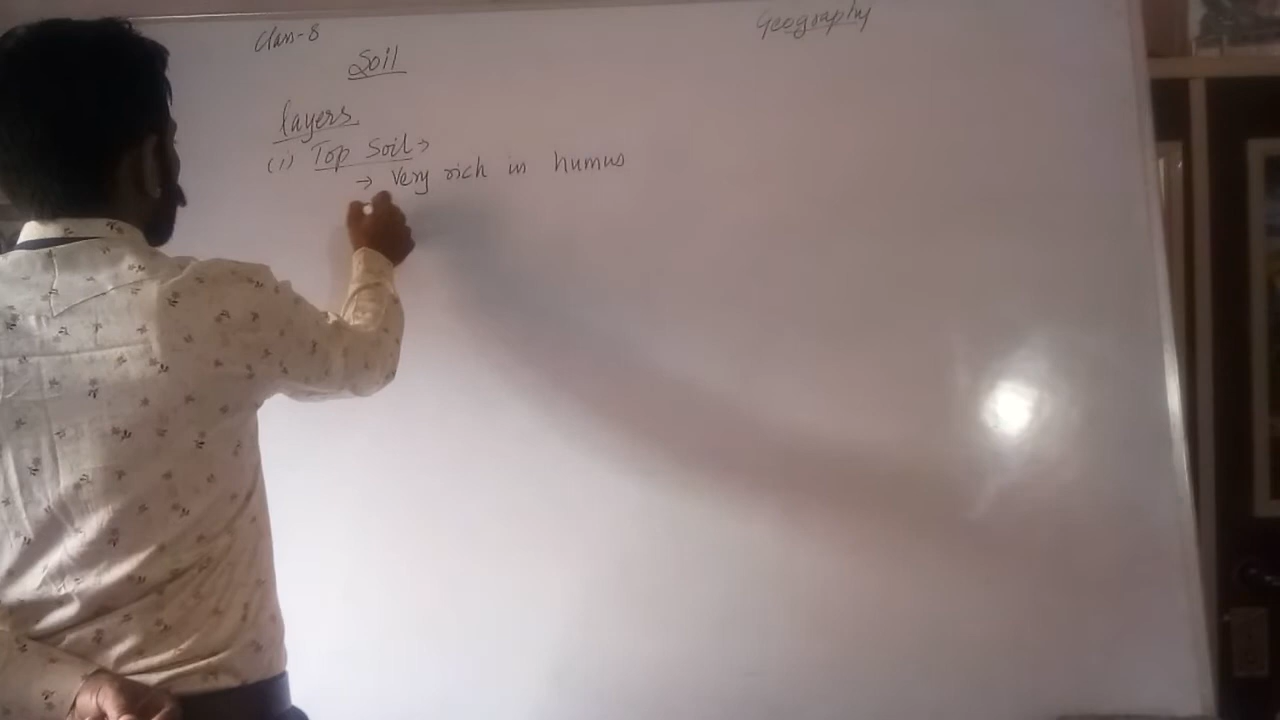 Class-8
Geography
Soil
layers
(i) Top Soil →
→ Very rich in humus